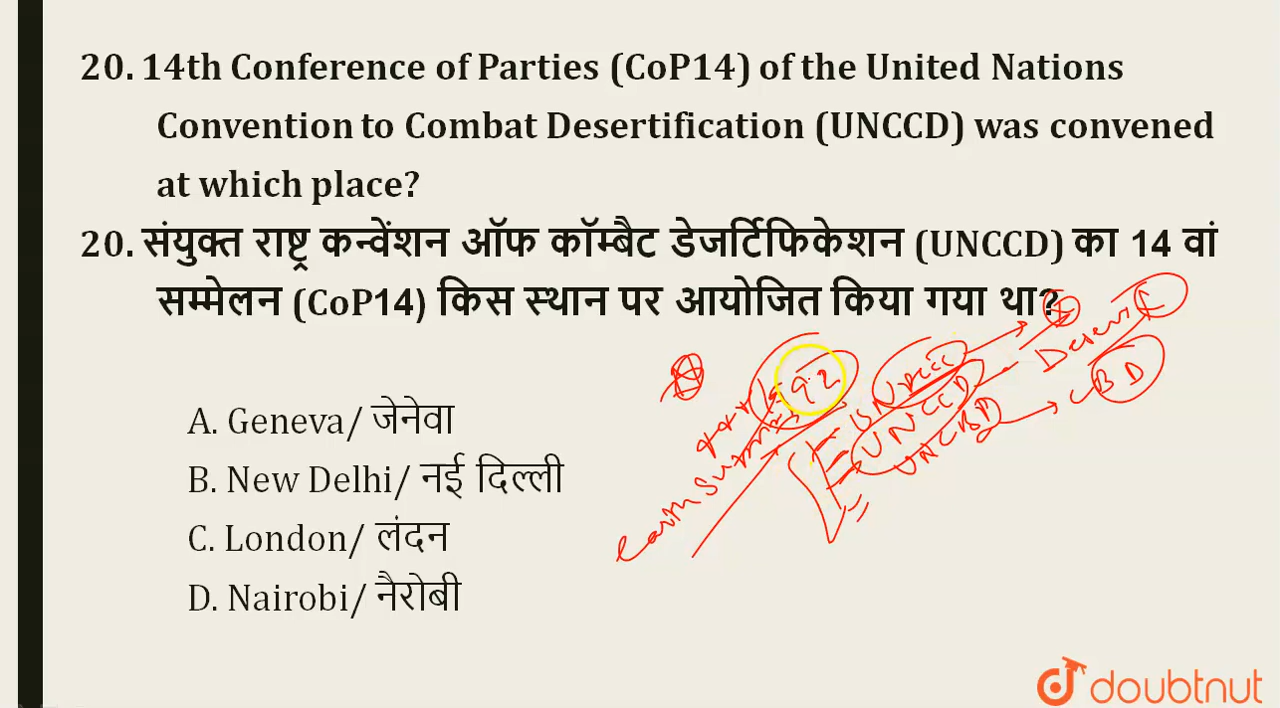 20. 14th Conference of Parties (CoP14) of the United Nations
Convention to Combat Desertification (UNCCD) was convened
at which place?
20. संयुक्त राष्ट्र कन्वेंशन ऑफ कॉम्बैट डेजर्टिफिकेशन (UNCCD) का 14 वां
सम्मेलन (CoP14) किस स्थान पर आयोजित किया गया था?
92
UNFCCC
UNCCD
UNCBD
CBD
Earth Summit
A. Geneva/ जेनेवा
B. New Delhi/ नई दिल्ली
C. London/ लंदन
D. Nairobi/ नैरोबी
doubtnut